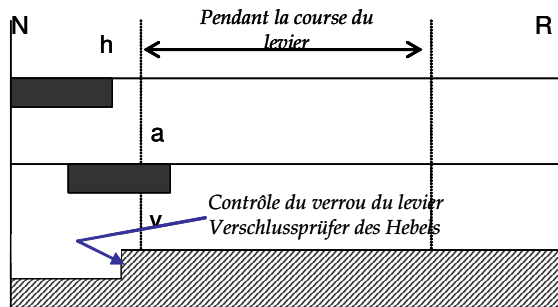 N
Pendant la course du
levier
R
h
a
v
Contrôle du verrou du levier
Verschlussprüfer des Hebels